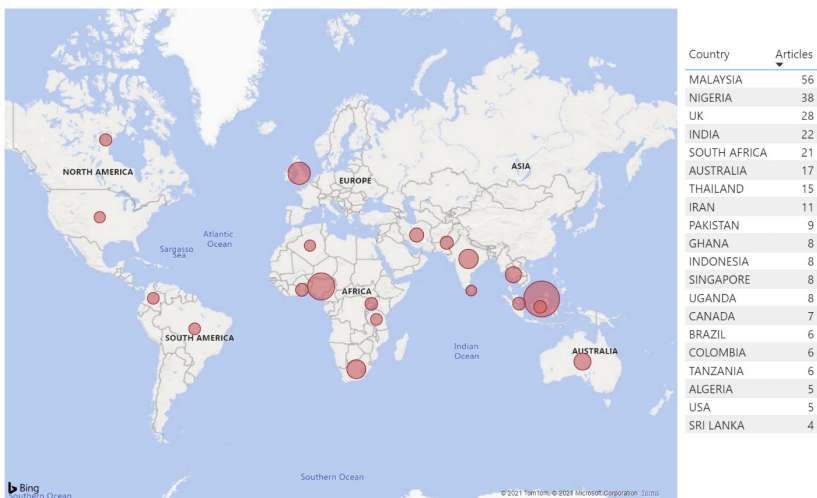 NORTH AMERICA
EUROPE
ASIA
Atlantic
Ocean
Sargasso
Sea
AFRICA
SOUTH AMERICA
Indian
Ocean
AUSTRALIA
Southern Ocean
Bing
Southern Ocean
© 2021 TomTom, © 2021 Microsoft Corporation Terms
Country Articles
MALAYSIA 56
NIGERIA 38
UK 28
INDIA 22
SOUTH AFRICA 21
AUSTRALIA 17
THAILAND 15
IRAN 11
PAKISTAN 9
GHANA 8
INDONESIA 8
SINGAPORE 8
UGANDA 8
CANADA 7
BRAZIL 6
COLOMBIA 6
TANZANIA 6
ALGERIA 5
USA 5
SRI LANKA 4